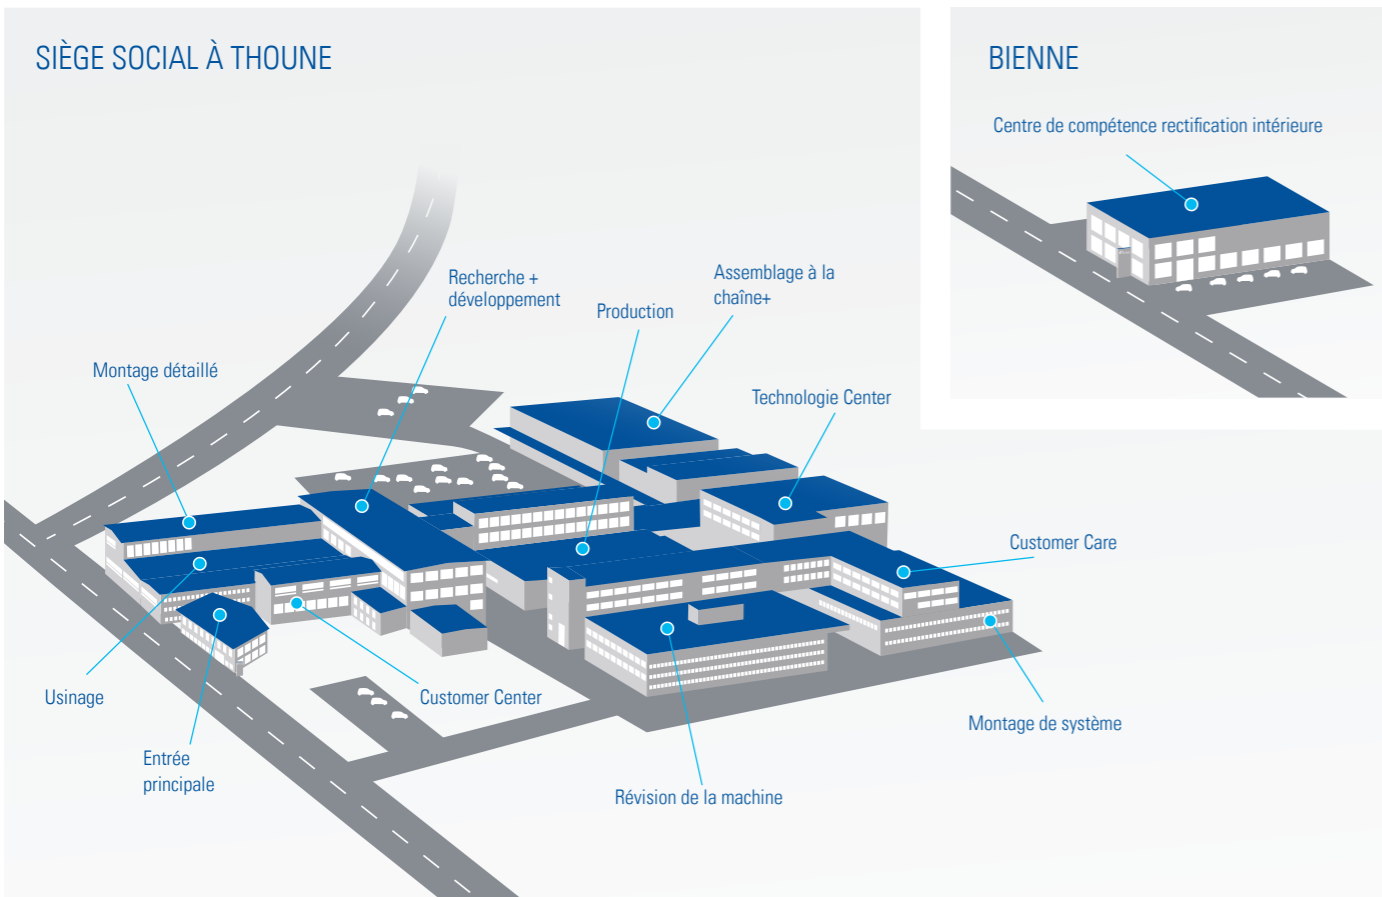 SIÈGE SOCIAL À THOUNE
BIENNE
Centre de compétence rectification intérieure
Recherche +
développement
Assemblage à la
chaîne+
Production
Montage détaillé
Technologie Center
Customer Care
Usinage
Customer Center
Montage de système
Entrée
principale
Révision de la machine